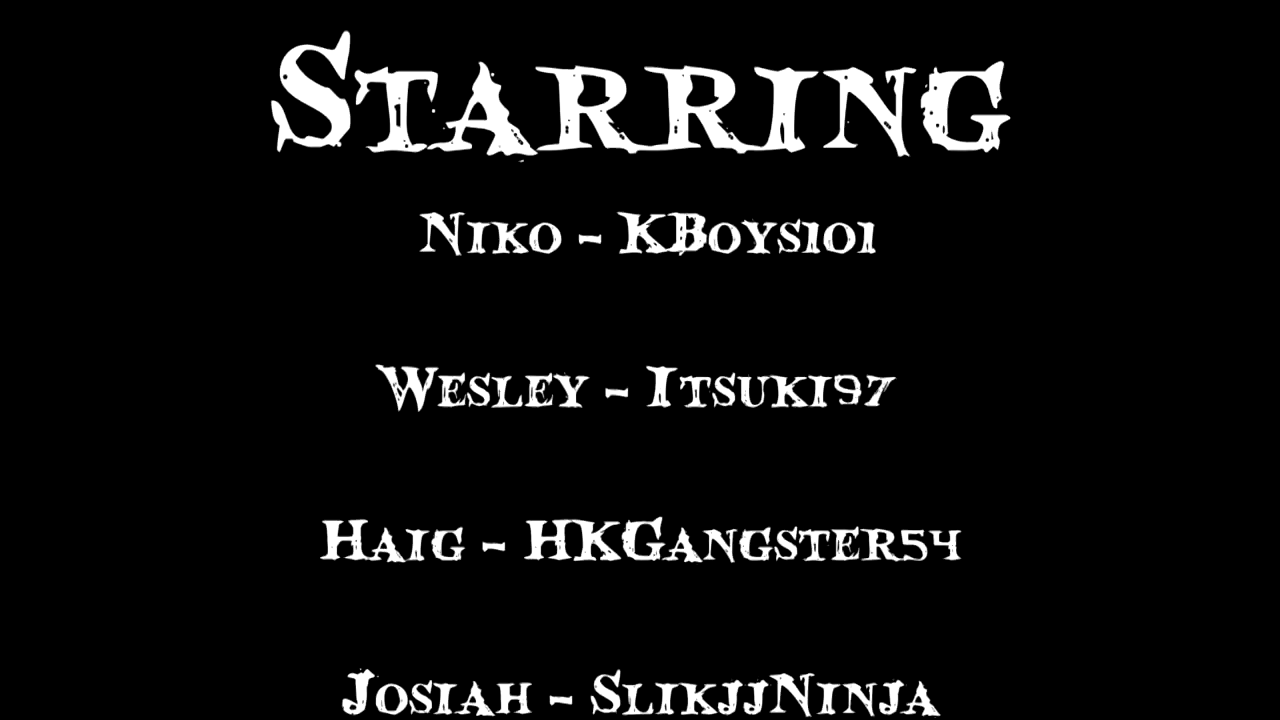 Starring
Niko - KBoys101
Wesley - Itsuki97
Haig - HKGangster54
Josiah - SlikjjNinja